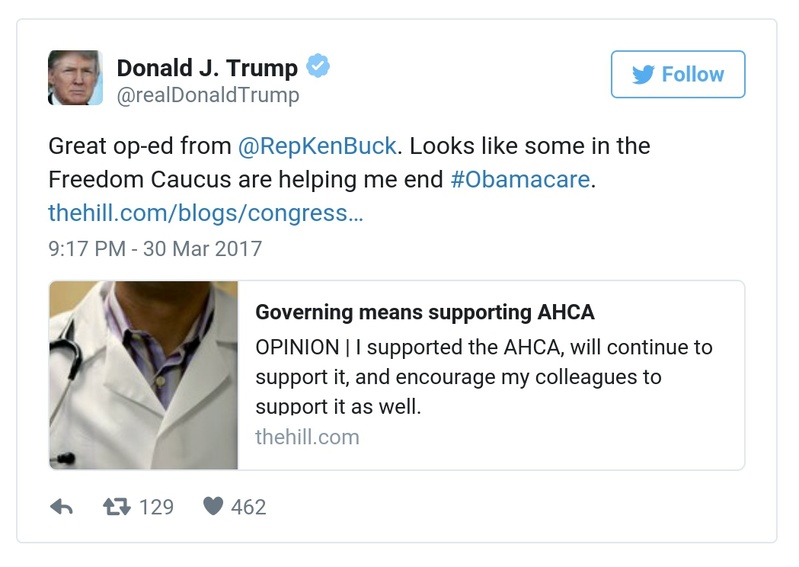 Donald J. Trump
@realDonaldTrump
Follow
Great op-ed from @RepKenBuck. Looks like some in the
Freedom Caucus are helping me end #Obamacare.
thehill.com/blogs/congress…
9:17 PM - 30 Mar 2017
Governing means supporting AHCA
OPINION | I supported the AHCA, will continue to
support it, and encourage my colleagues to
support it as well.
thehill.com
129
462